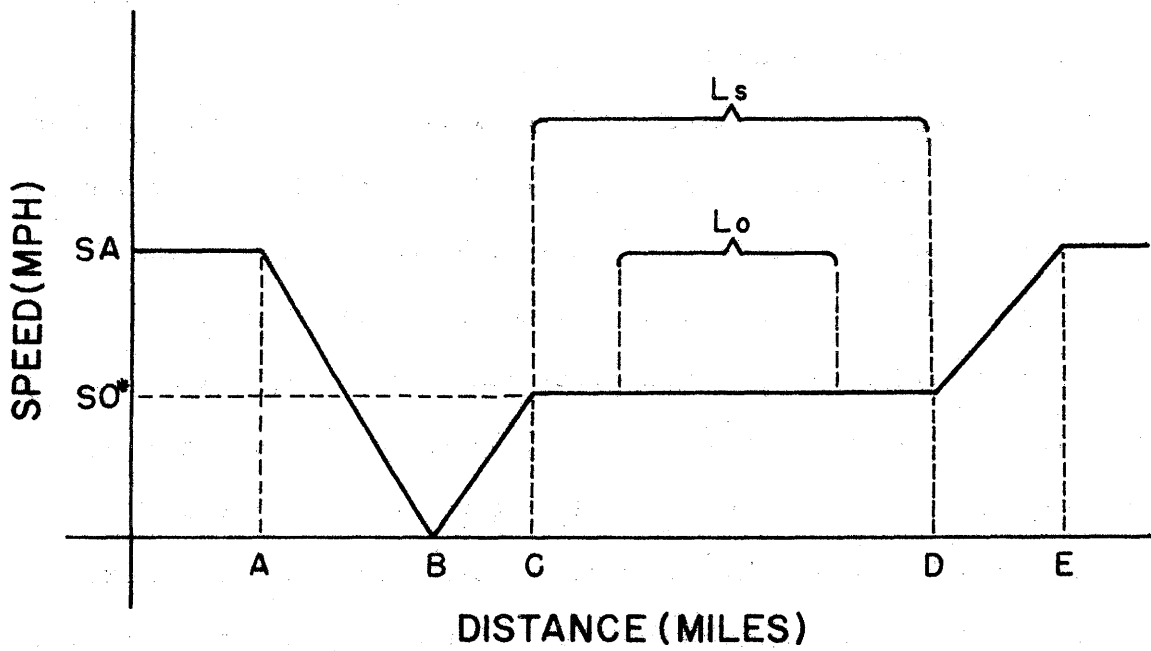 Ls
Lo
SPEED(MPH)
SA
SO*
A B C D E
DISTANCE (MILES)